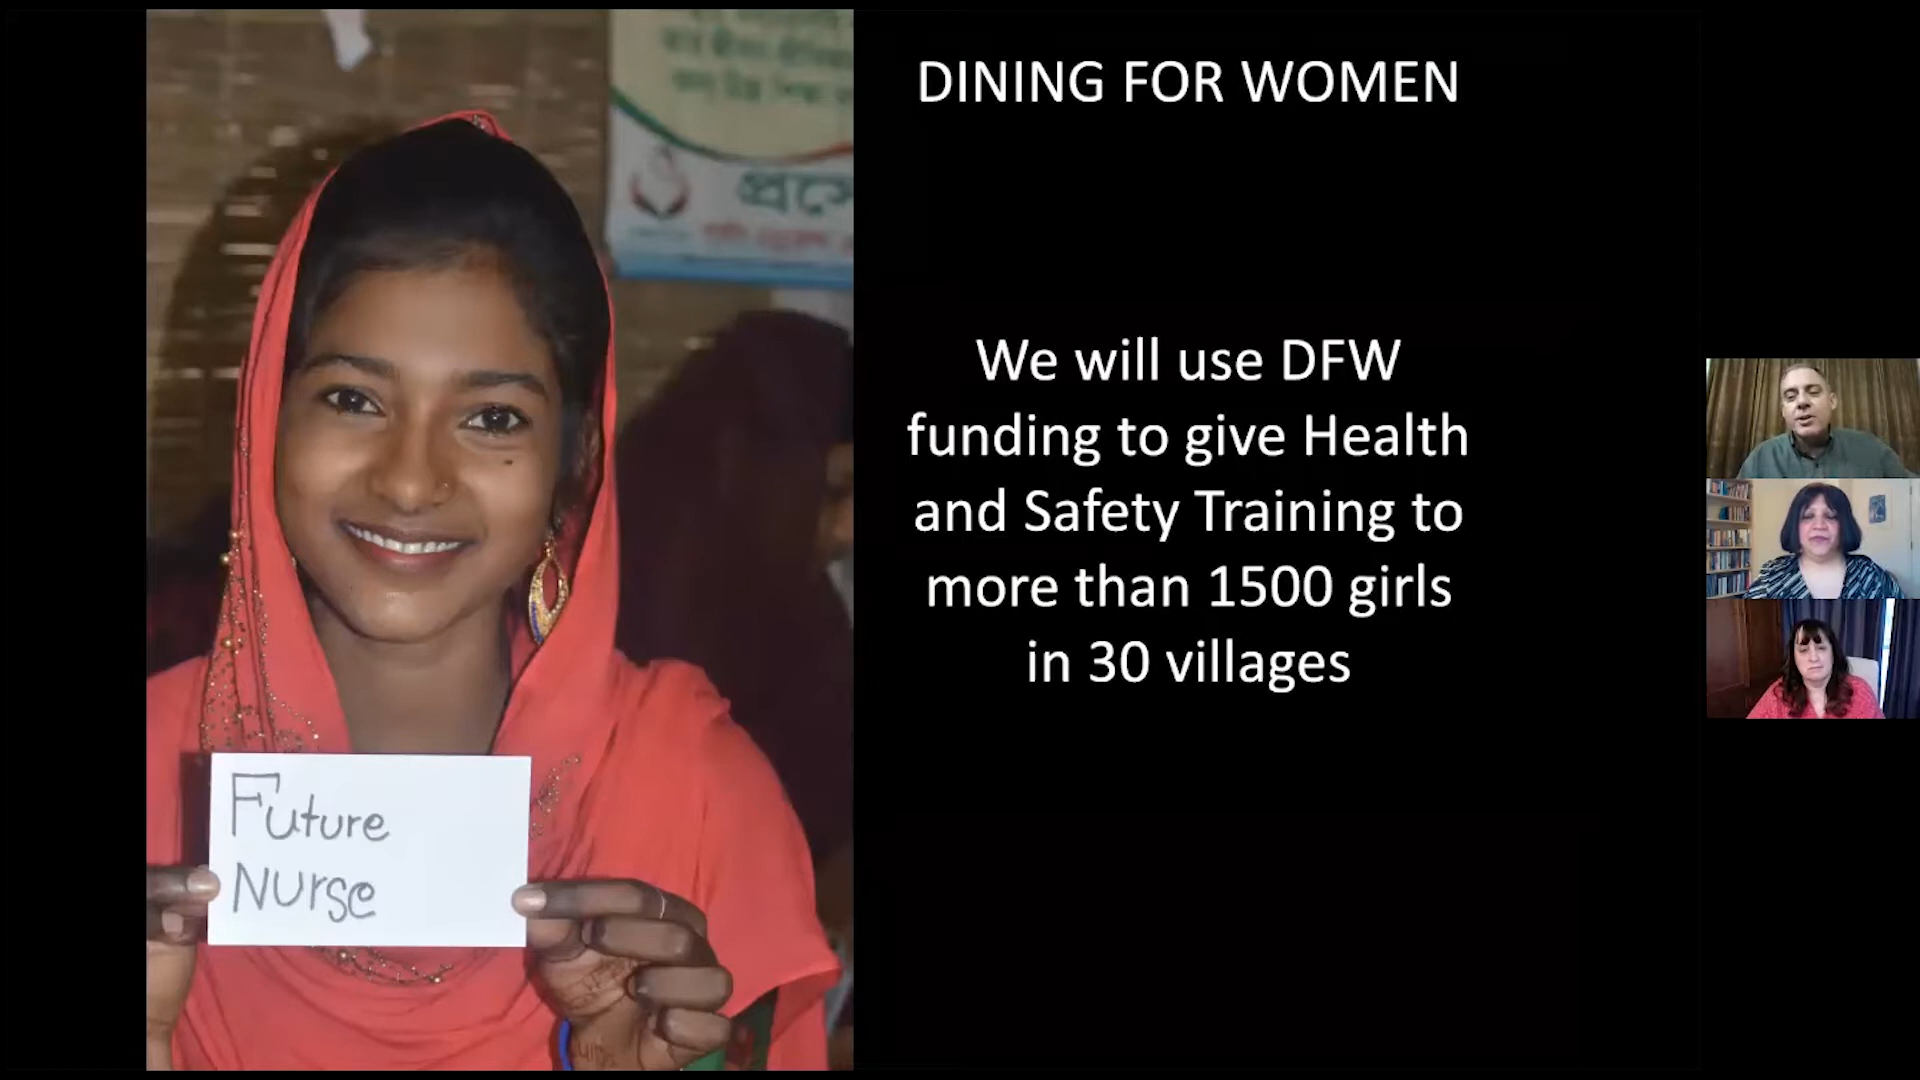 DINING FOR WOMEN
We will use DFW
funding to give Health
and Safety Training to
more than 1500 girls
in 30 villages
Future
Nurse